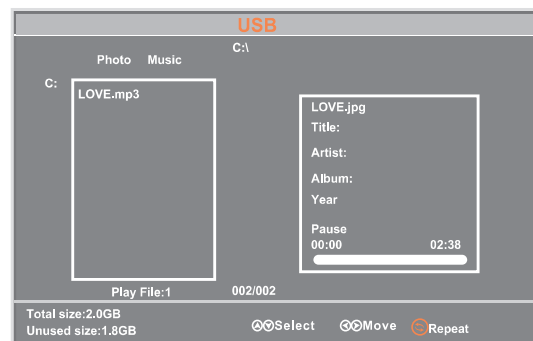 USB
C:\
Photo Music
C:
LOVE.mp3
LOVE.jpg
Title:
Artist:
Album:
Year
Pause
00:00 02:38
Play File:1 002/002
Total size:2.0GB
Unused size:1.8GB
Select Move Repeat